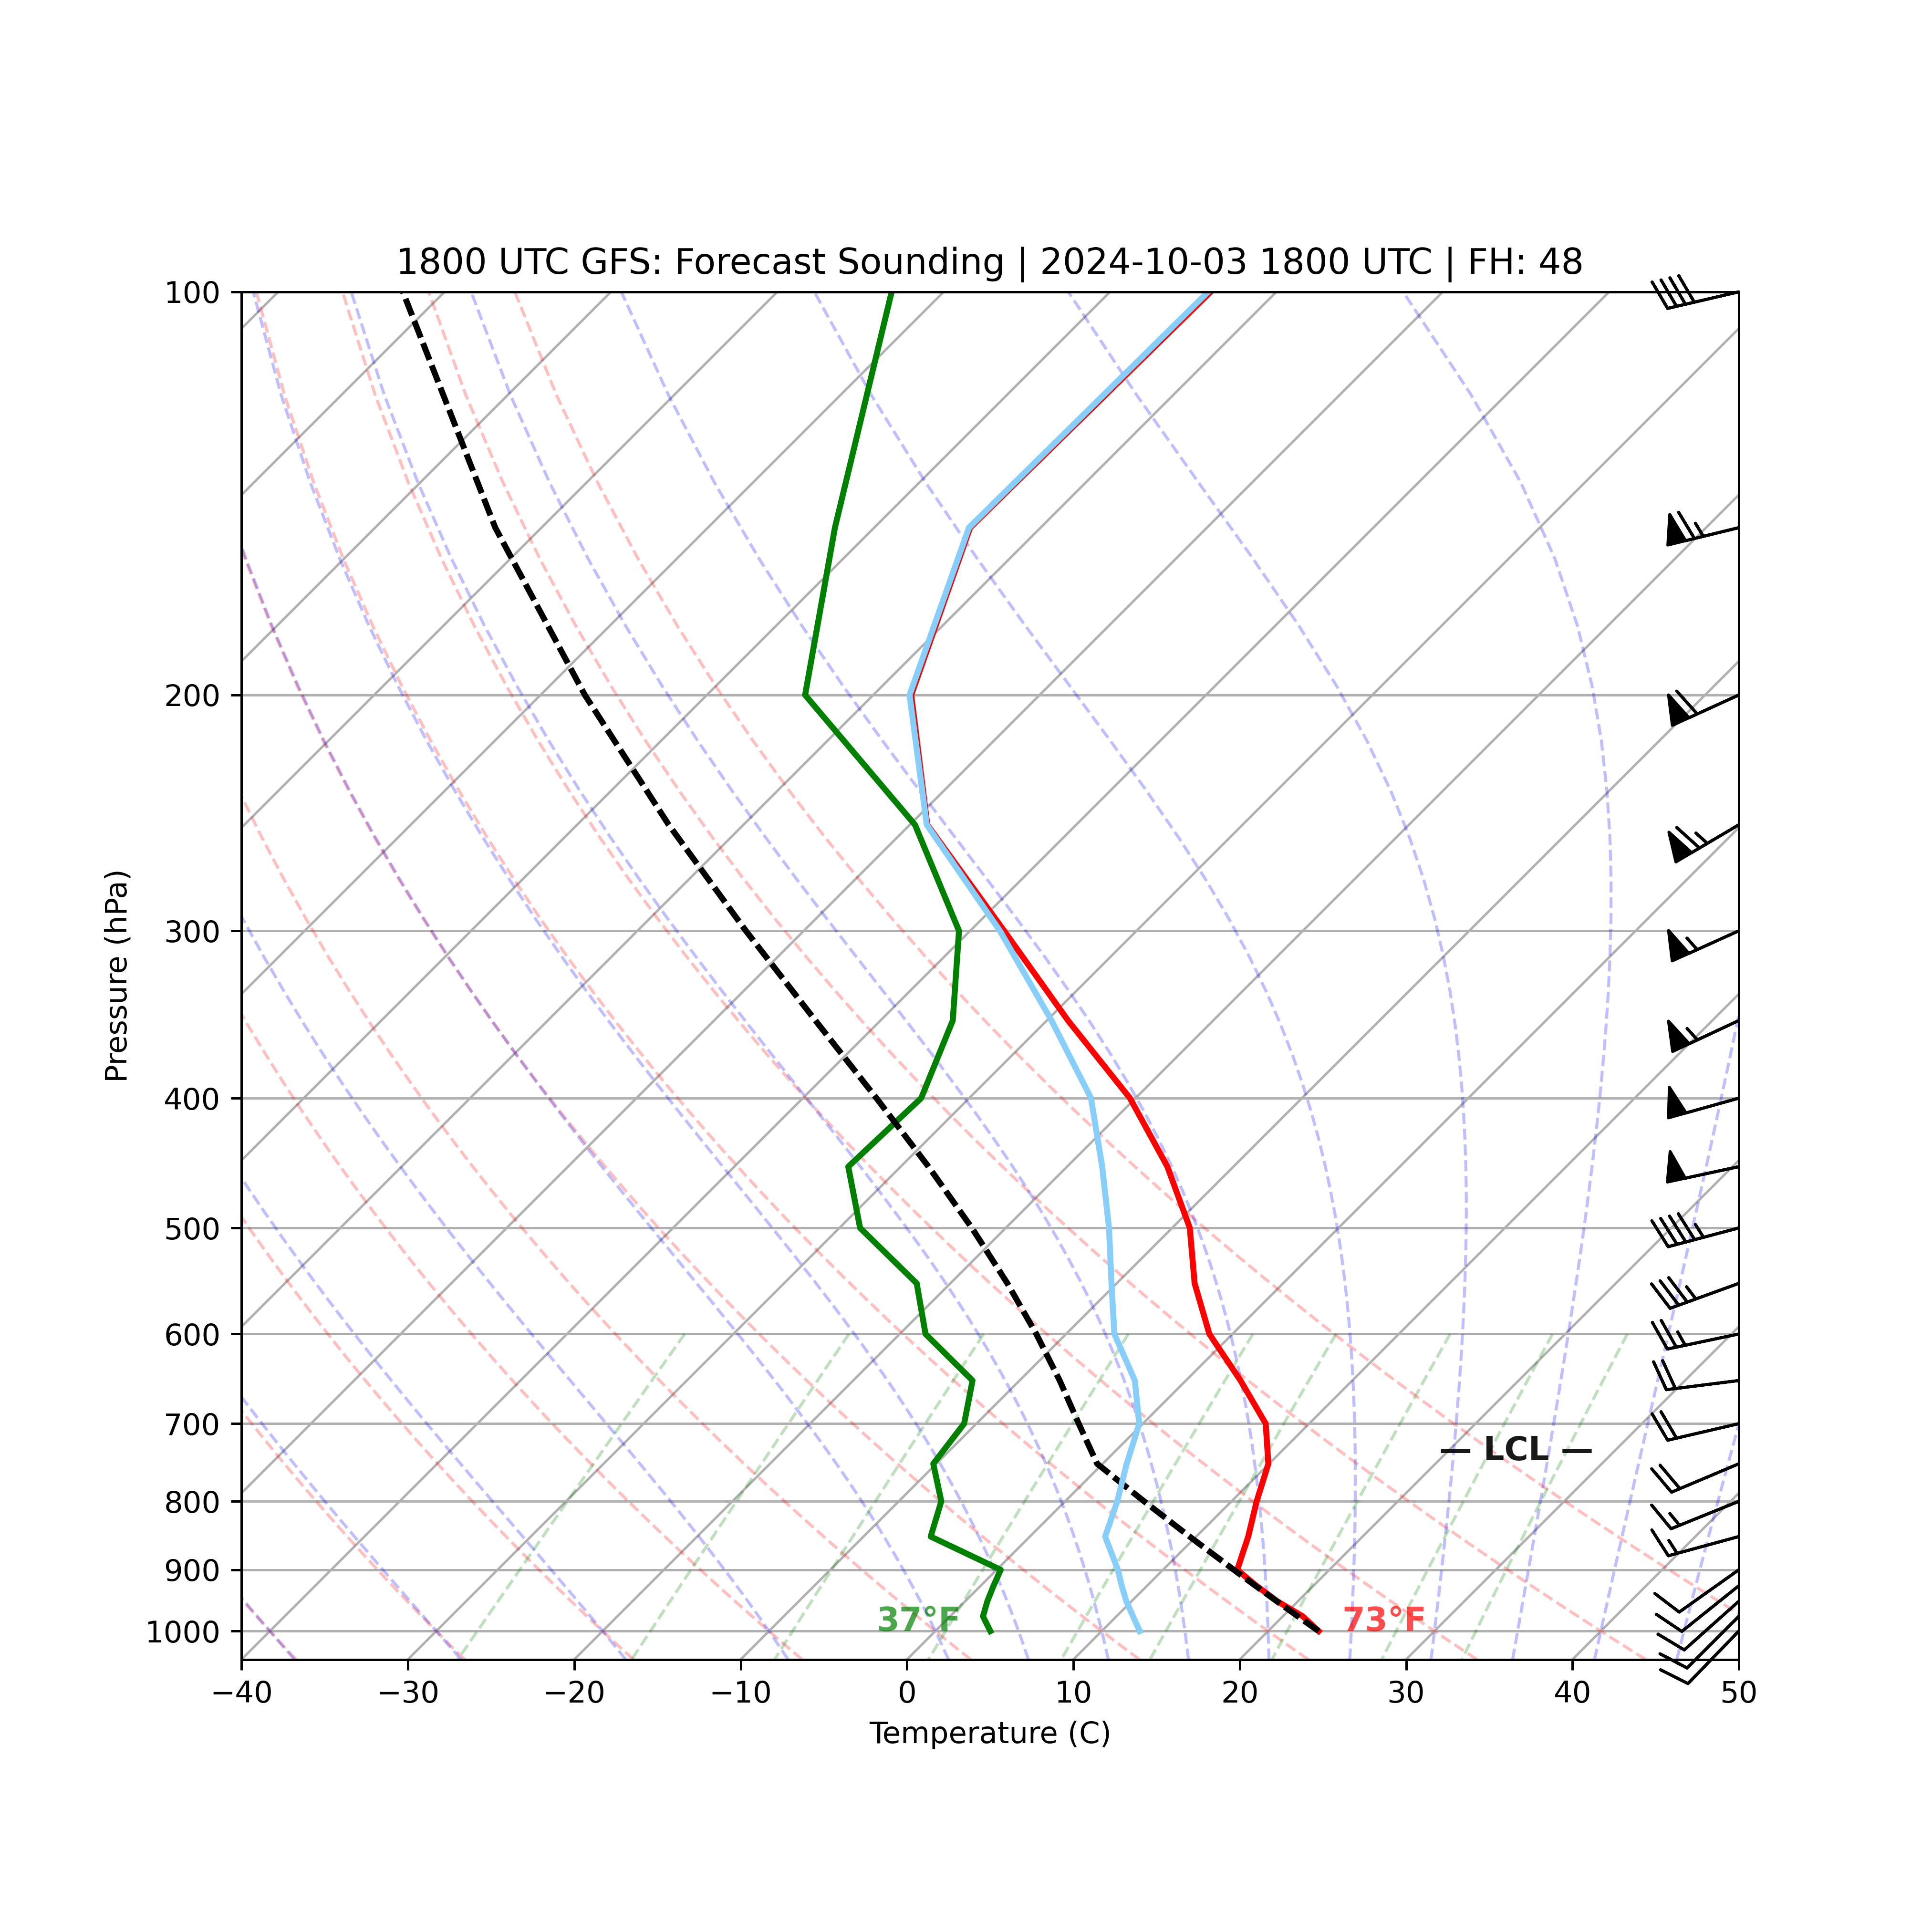 1800 UTC GFS: Forecast Sounding | 2024-10-03 1800 UTC | FH: 48
100
200
300
400
500
600
700
800
900
1000
Pressure (hPa)
— LCL —
37°F
73°F
−40 −30 −20 −10 0 10 20 30 40 50
Temperature (C)